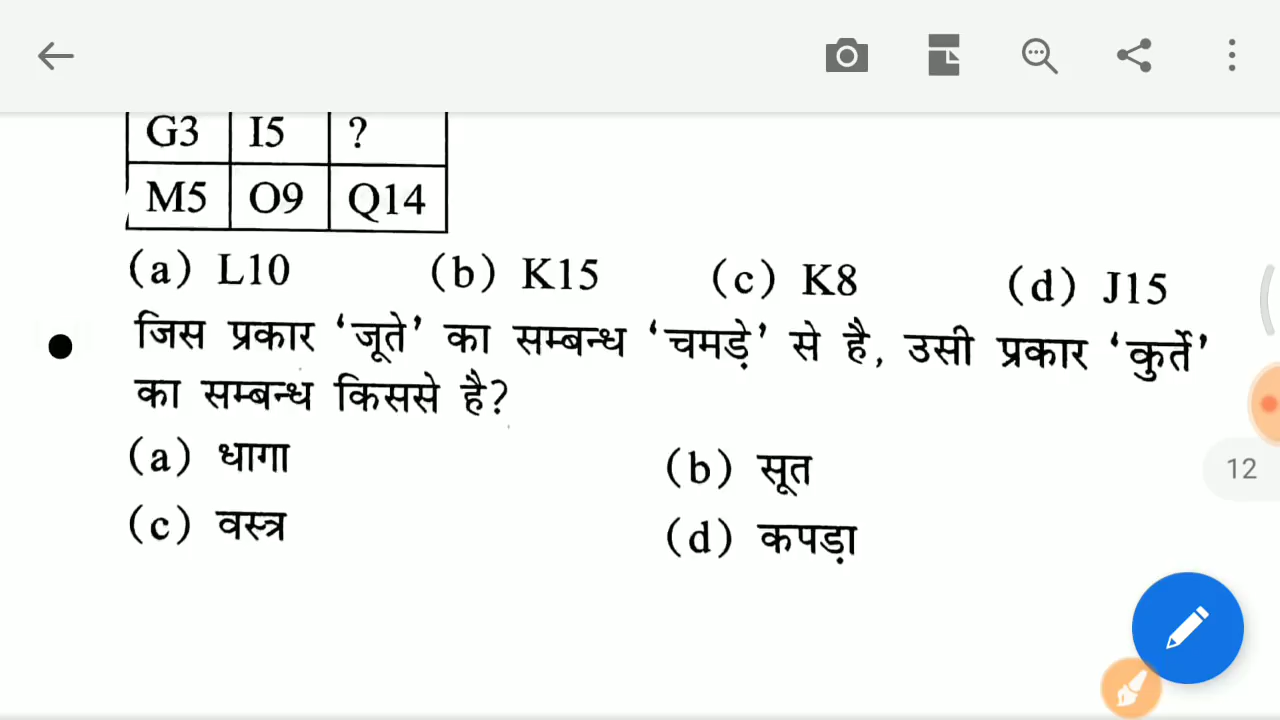 G3 I5 ?
M5 O9 Q14
(a) L10 (b) K15 (c) K8 (d) J15
जिस प्रकार ‘जूते’ का सम्बन्ध ‘चमड़े’ से है, उसी प्रकार ‘कुर्ते’
का सम्बन्ध किससे है?
(a) धागा (b) सूत
(c) वस्त्र (d) कपड़ा
12